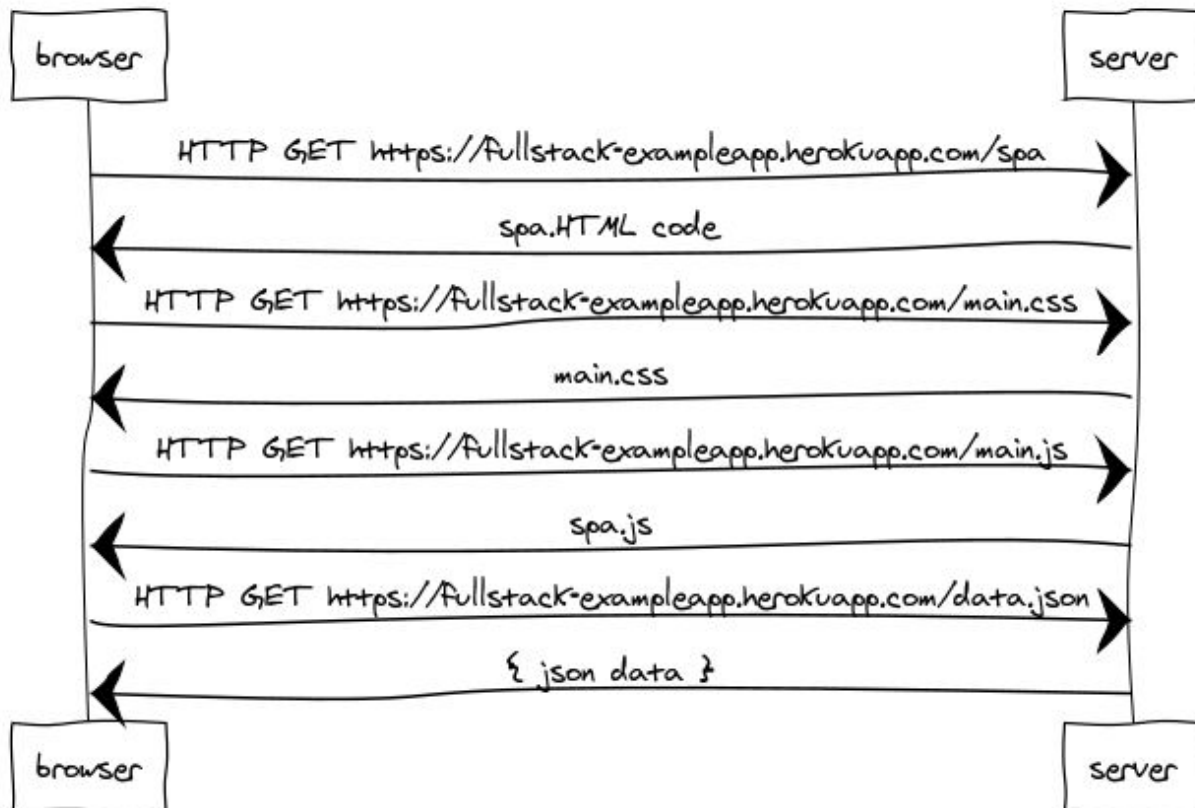 browser server
HTTP GET https://fullstack-exampleapp.herokuapp.com/spa
spa.HTML code
HTTP GET https://fullstack-exampleapp.herokuapp.com/main.css
main.css
HTTP GET https://fullstack-exampleapp.herokuapp.com/main.js
spa.js
HTTP GET https://fullstack-exampleapp.herokuapp.com/data.json
{ json data }
browser server